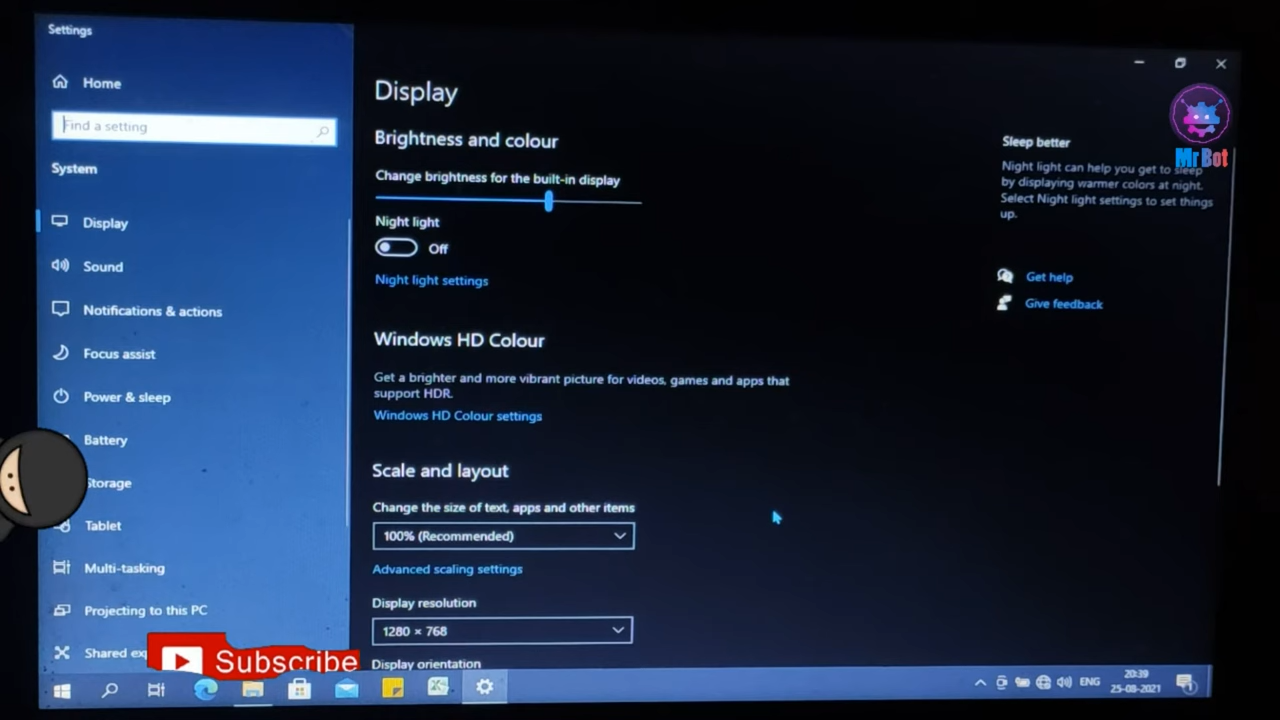 Settings
Home
Find a setting
System
Display
Sound
Notifications & actions
Focus assist
Power & sleep
Battery
Storage
Tablet
Multi-tasking
Projecting to this PC
Shared
Subscribe
Display
Brightness and colour
Change brightness for the built-in display
Night light
Off
Night light settings
Windows HD Colour
Get a brighter and more vibrant picture for videos, games and apps that
support HDR.
Windows HD Colour settings
Scale and layout
Change the size of text, apps and other items
100% (Recommended)
Advanced scaling settings
Display resolution
1280 × 768
Display orientation
Sleep better
Night light can help you get to sleep
by displaying warmer colors at night.
Select Night light settings to set things
up.
Get help
Give feedback
Mr Bot
ENG
20:39
25-08-2021